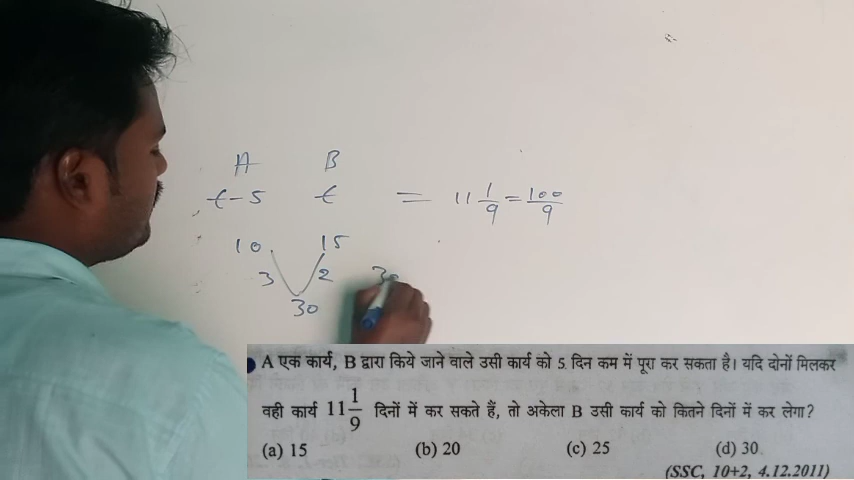 A B
t-5 t = 11 1/9 = 100/9
10 15
3 2 30
30
A एक कार्य, B द्वारा किये जाने वाले उसी कार्य को 5 दिन कम में पूरा कर सकता है। यदि दोनों मिलकर
वही कार्य 11 1/9 दिनों में कर सकते हैं, तो अकेला B उसी कार्य को कितने दिनों में कर लेगा?
(a) 15 (b) 20 (c) 25 (d) 30
(SSC, 10+2, 4.12.2011)